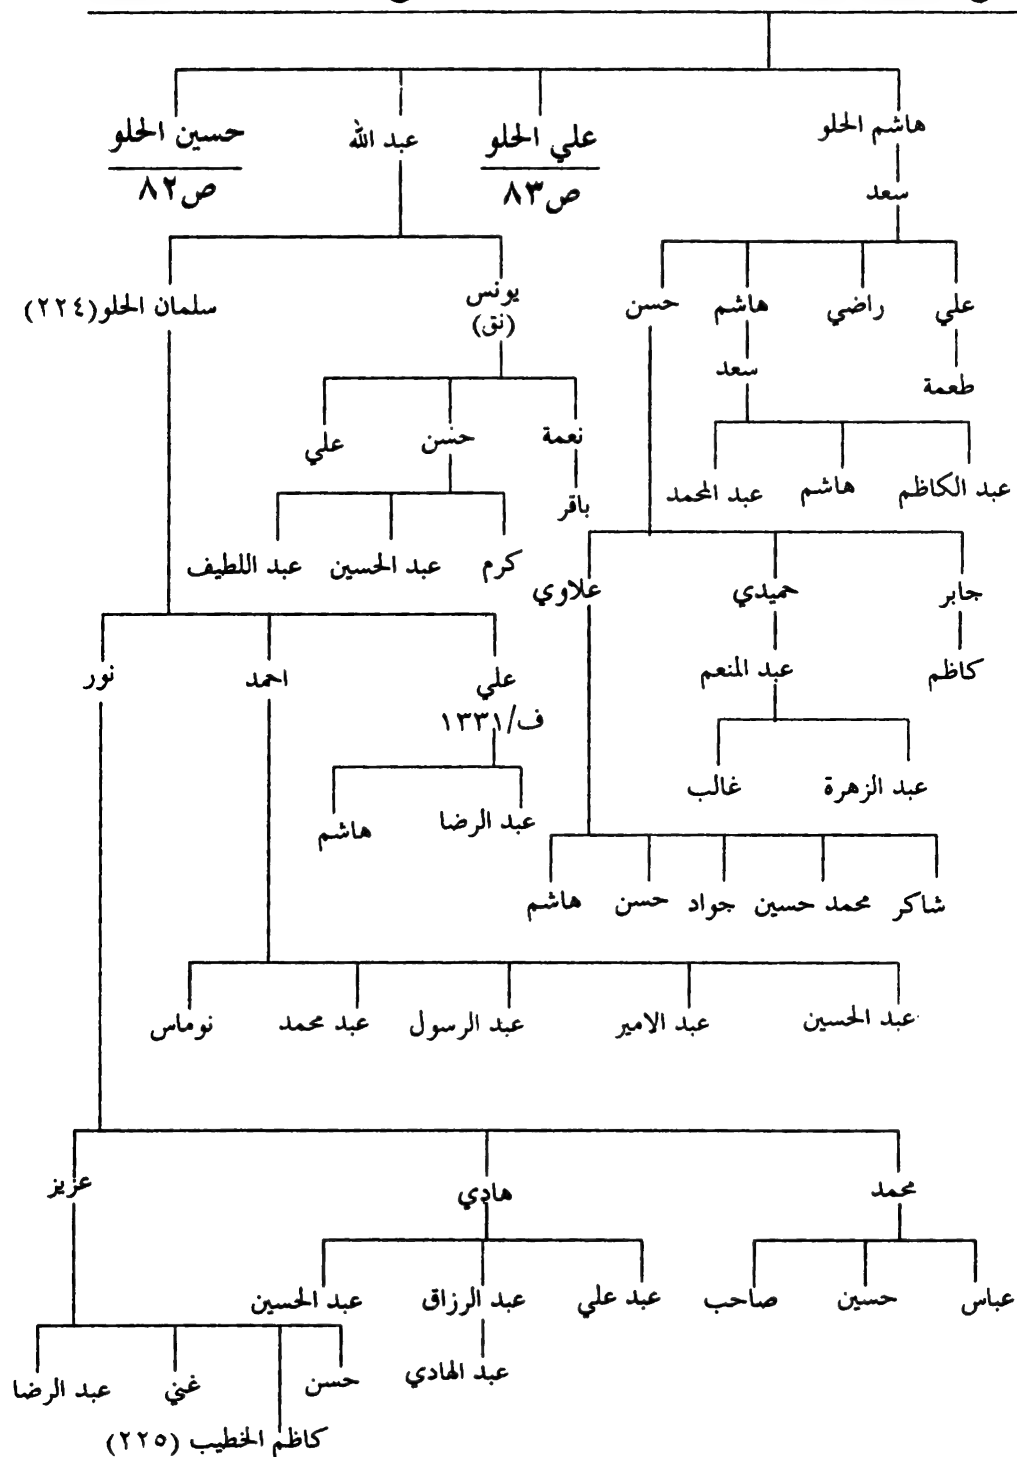 هاشم الحلو
علي الحلو
عبد الله
حسين الحلو
ص٨٣
ص٨٢
سعد
علي
راضي
هاشم
حسن
يونس
(نق)
سلمان الحلو(٢٢٤)
طعمة
سعد
نعمة
حسن
علي
عبد الكاظم
هاشم
عبد المحمد
باقر
كرم
عبد الحسين
عبد اللطيف
جابر
حميدي
علاوي
كاظم
عبد المنعم
علي
ف/١٣٣١
احمد
نور
عبد الزهرة
غالب
عبد الرضا
هاشم
شاكر
محمد حسين
جواد
حسن
هاشم
عبد الحسين
عبد الامير
عبد الرسول
عبد محمد
نوماس
محمد
هادي
عزيز
عباس
حسين
صاحب
عبد علي
عبد الرزاق
عبد الحسين
عبد الهادي
حسن
غني
عبد الرضا
كاظم الخطيب (٢٢٥)